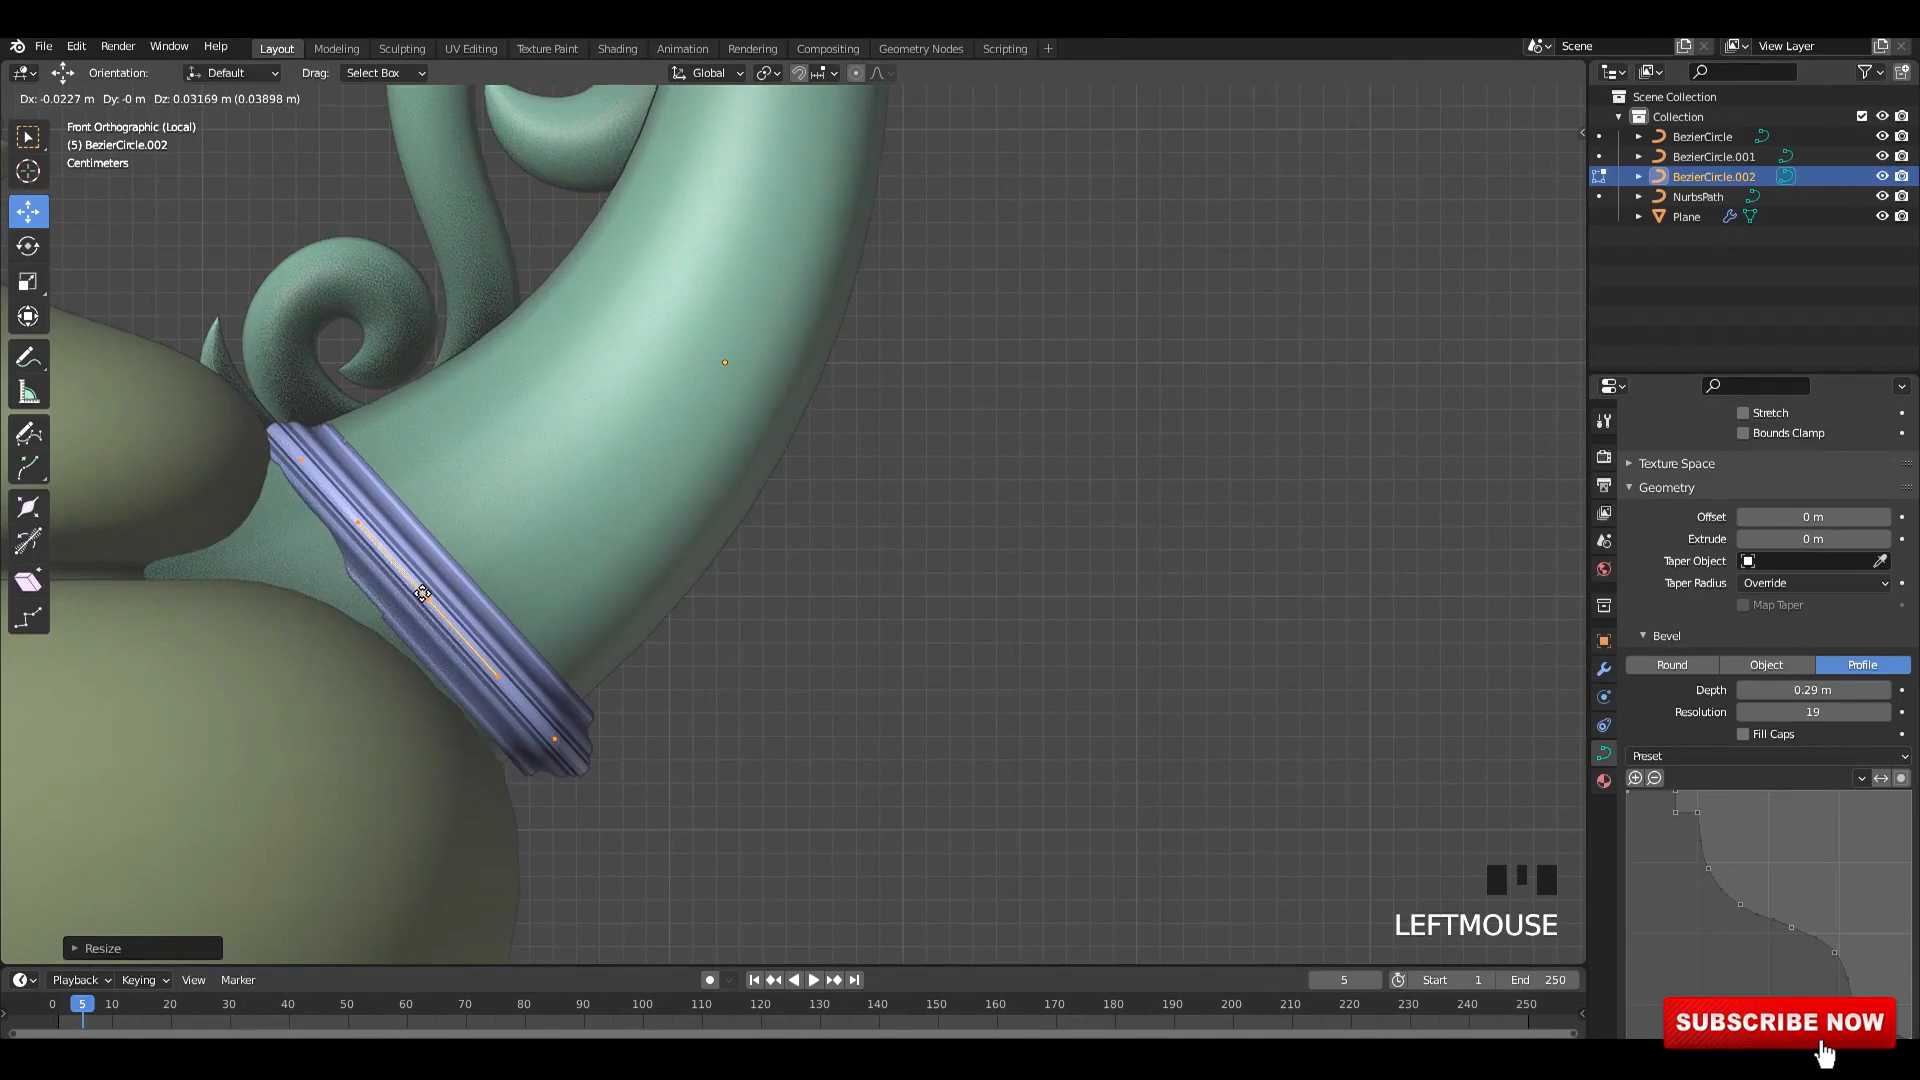 File Edit Render Window Help Layout Modeling Sculpting UV Editing Texture Paint Shading Animation Rendering Compositing Geometry Nodes Scripting + Scene View Layer
Orientation: Default Drag: Select Box Global
Dx: -0.0227 m Dy: -0 m Dz: 0.03169 m (0.03898 m)
Front Orthographic (Local)
(5) BezierCircle.002
Centimeters
Scene Collection
Collection
BezierCircle
BezierCircle.001
BezierCircle.002
NurbsPath
Plane
Stretch
Bounds Clamp
Texture Space
Geometry
Offset 0 m
Extrude 0 m
Taper Object
Taper Radius Override
Map Taper
Bevel
Round Object Profile
Depth 0.29 m
Resolution 19
Fill Caps
Preset
LEFTMOUSE
Resize
Playback Keying View Marker 5 Start 1 End 250
0 5 10 20 30 40 50 60 70 80 90 100 110 120 130 140 150 160 170 180 190 200 210 220 230 240 250
SUBSCRIBE NOW